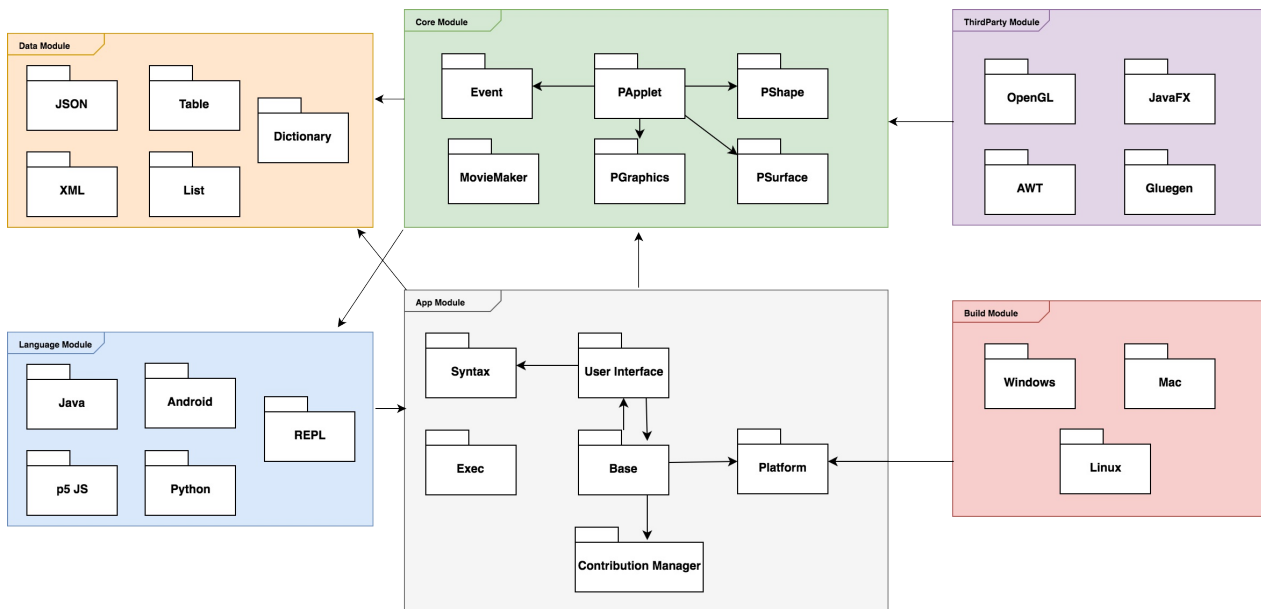 Data Module
JSON
Table
Dictionary
XML
List
Core Module
Event
PApplet
PShape
MovieMaker
PGraphics
PSurface
ThirdParty Module
OpenGL
JavaFX
AWT
Gluegen
Language Module
Java
Android
REPL
p5 JS
Python
App Module
Syntax
User Interface
Exec
Base
Platform
Contribution Manager
Build Module
Windows
Mac
Linux